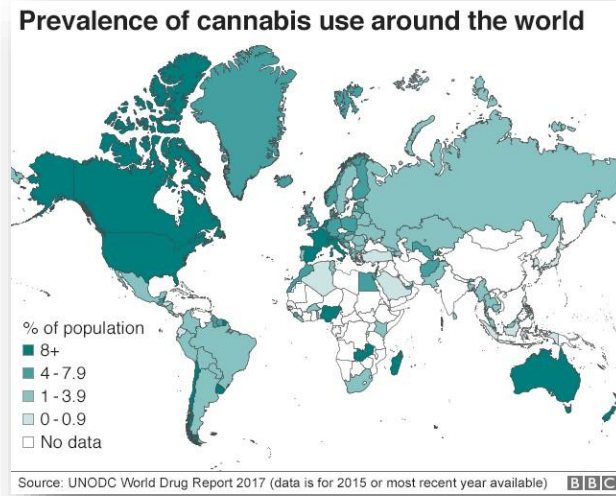 Prevalence of cannabis use around the world
% of population
8+
4 - 7.9
1 - 3.9
0 - 0.9
No data
Source: UNODC World Drug Report 2017 (data is for 2015 or most recent year available) BBC